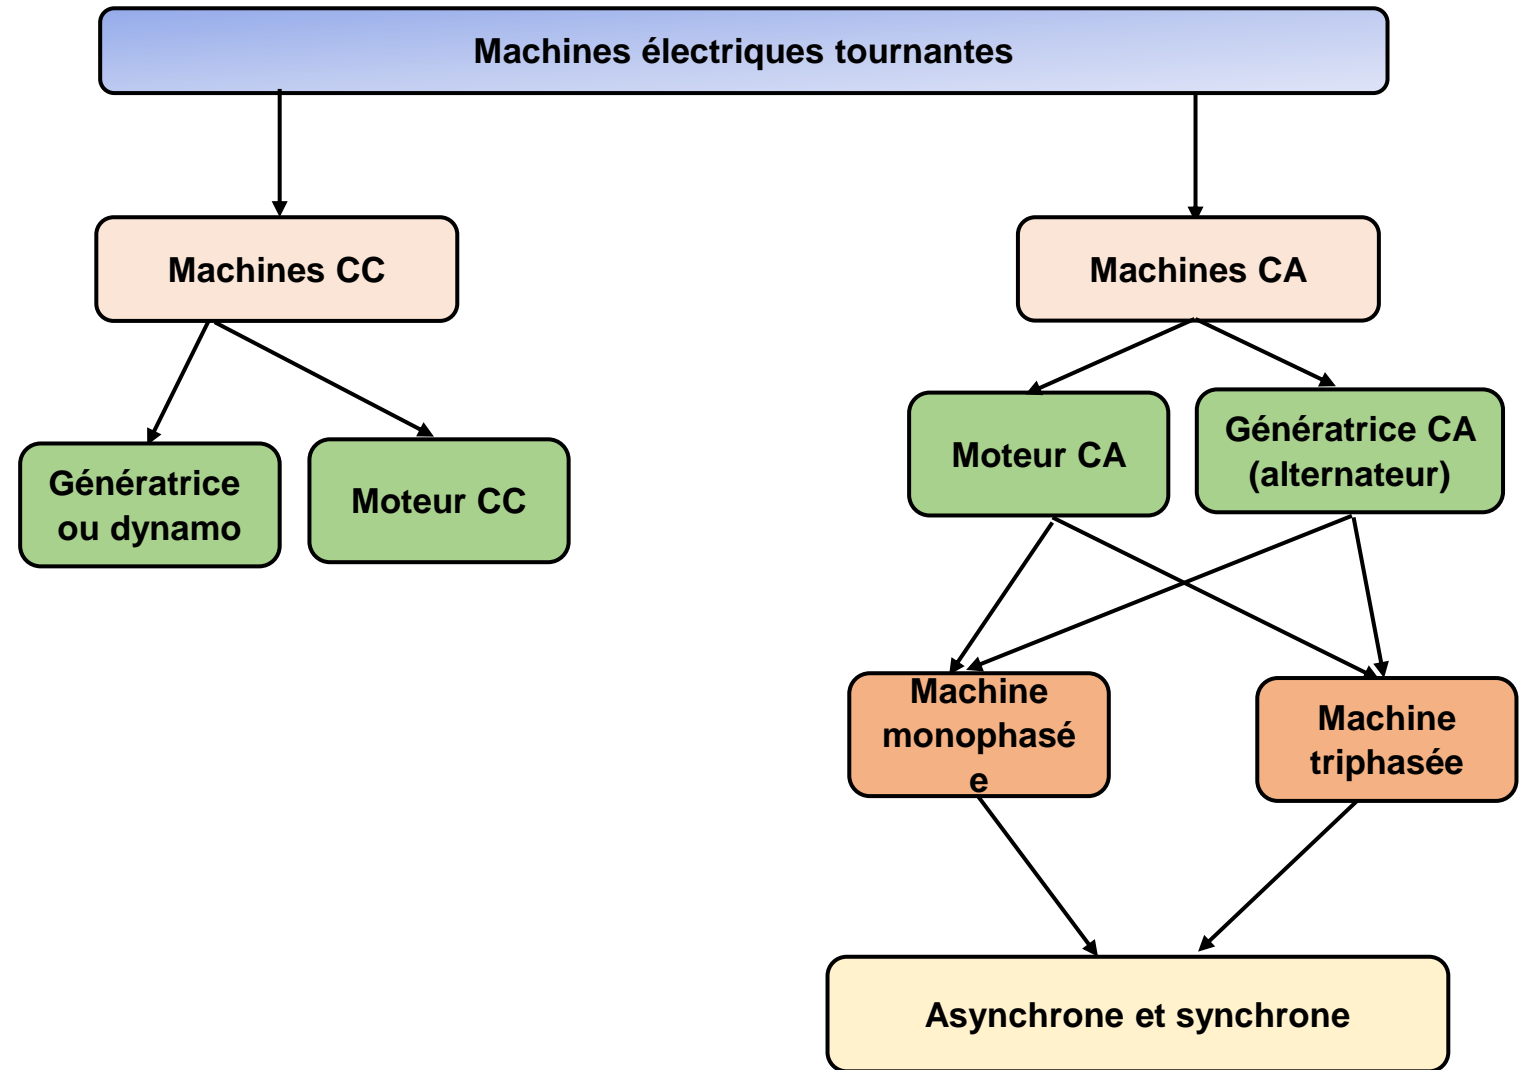 Machines électriques tournantes
Machines CC
Machines CA
Génératrice
ou dynamo
Moteur CC
Moteur CA
Génératrice CA
(alternateur)
Machine
monophasé
e
Machine
triphasée
Asynchrone et synchrone